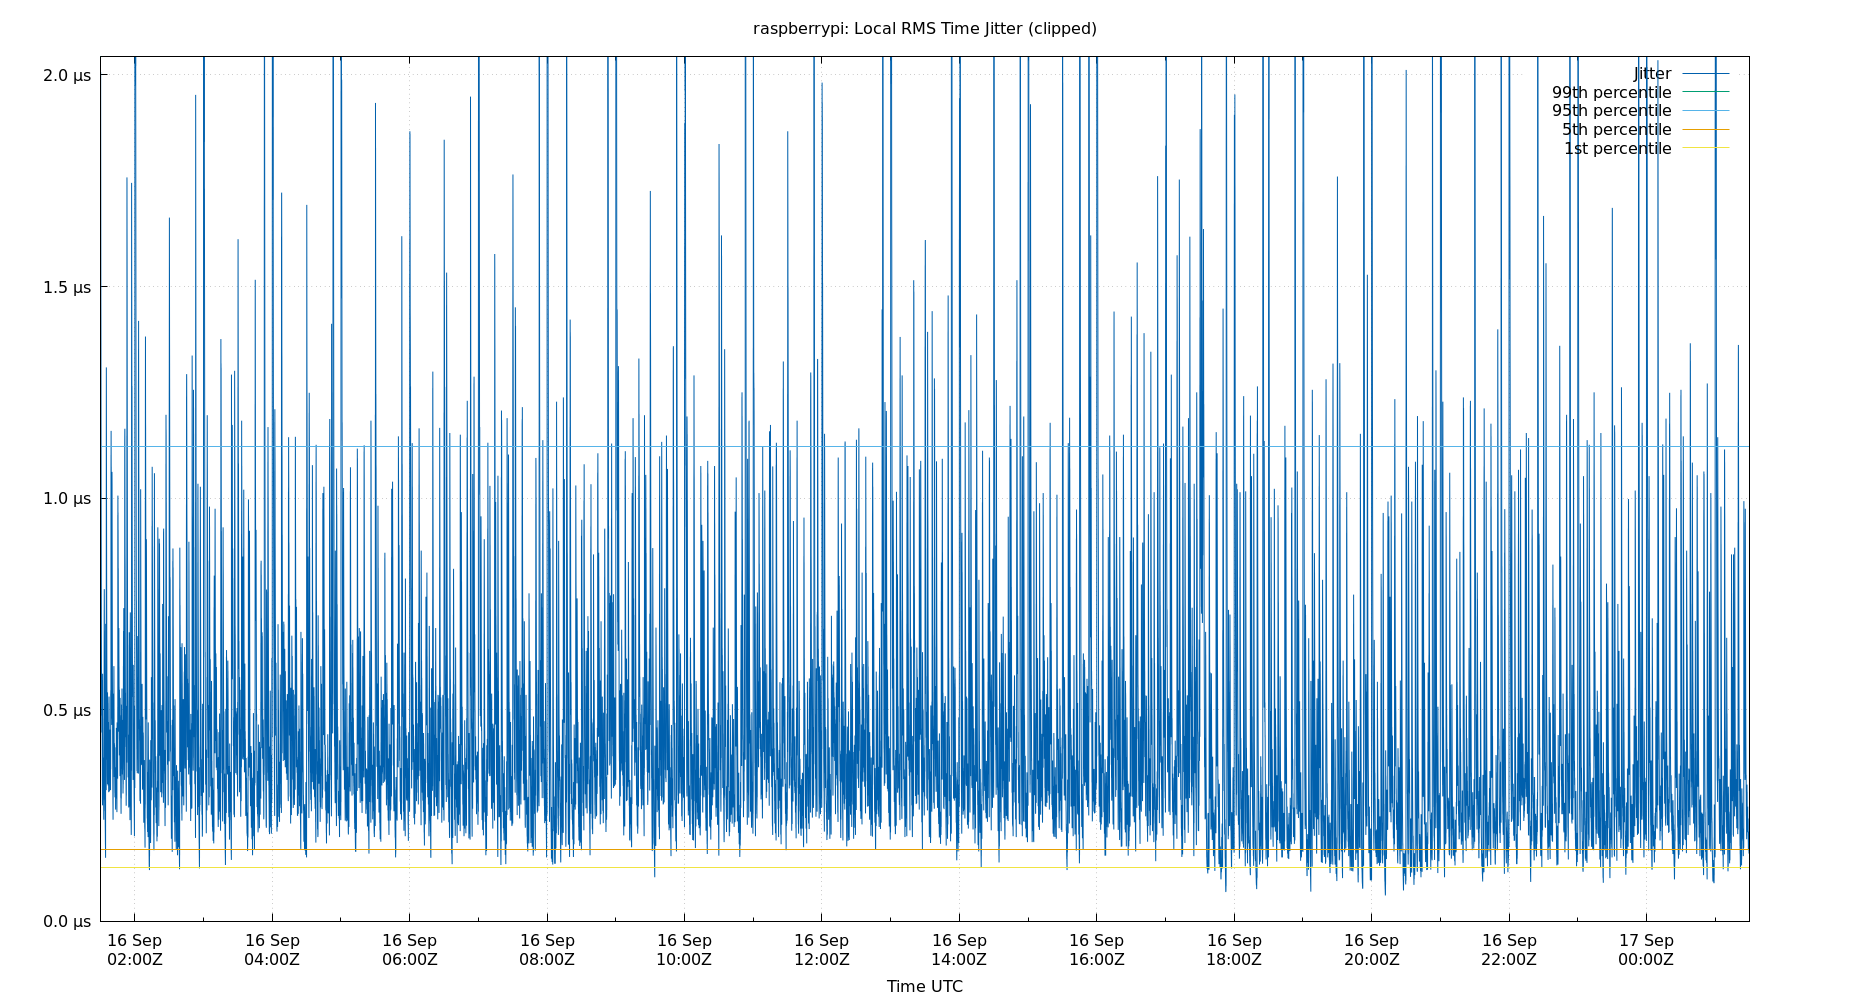 raspberrypi: Local RMS Time Jitter (clipped)
2.0 µs
1.5 µs
1.0 µs
0.5 µs
0.0 µs
Jitter
99th percentile
95th percentile
5th percentile
1st percentile
16 Sep 16 Sep 16 Sep 16 Sep 16 Sep 16 Sep 16 Sep 16 Sep 16 Sep 16 Sep 16 Sep 17 Sep
02:00Z 04:00Z 06:00Z 08:00Z 10:00Z 12:00Z 14:00Z 16:00Z 18:00Z 20:00Z 22:00Z 00:00Z
Time UTC